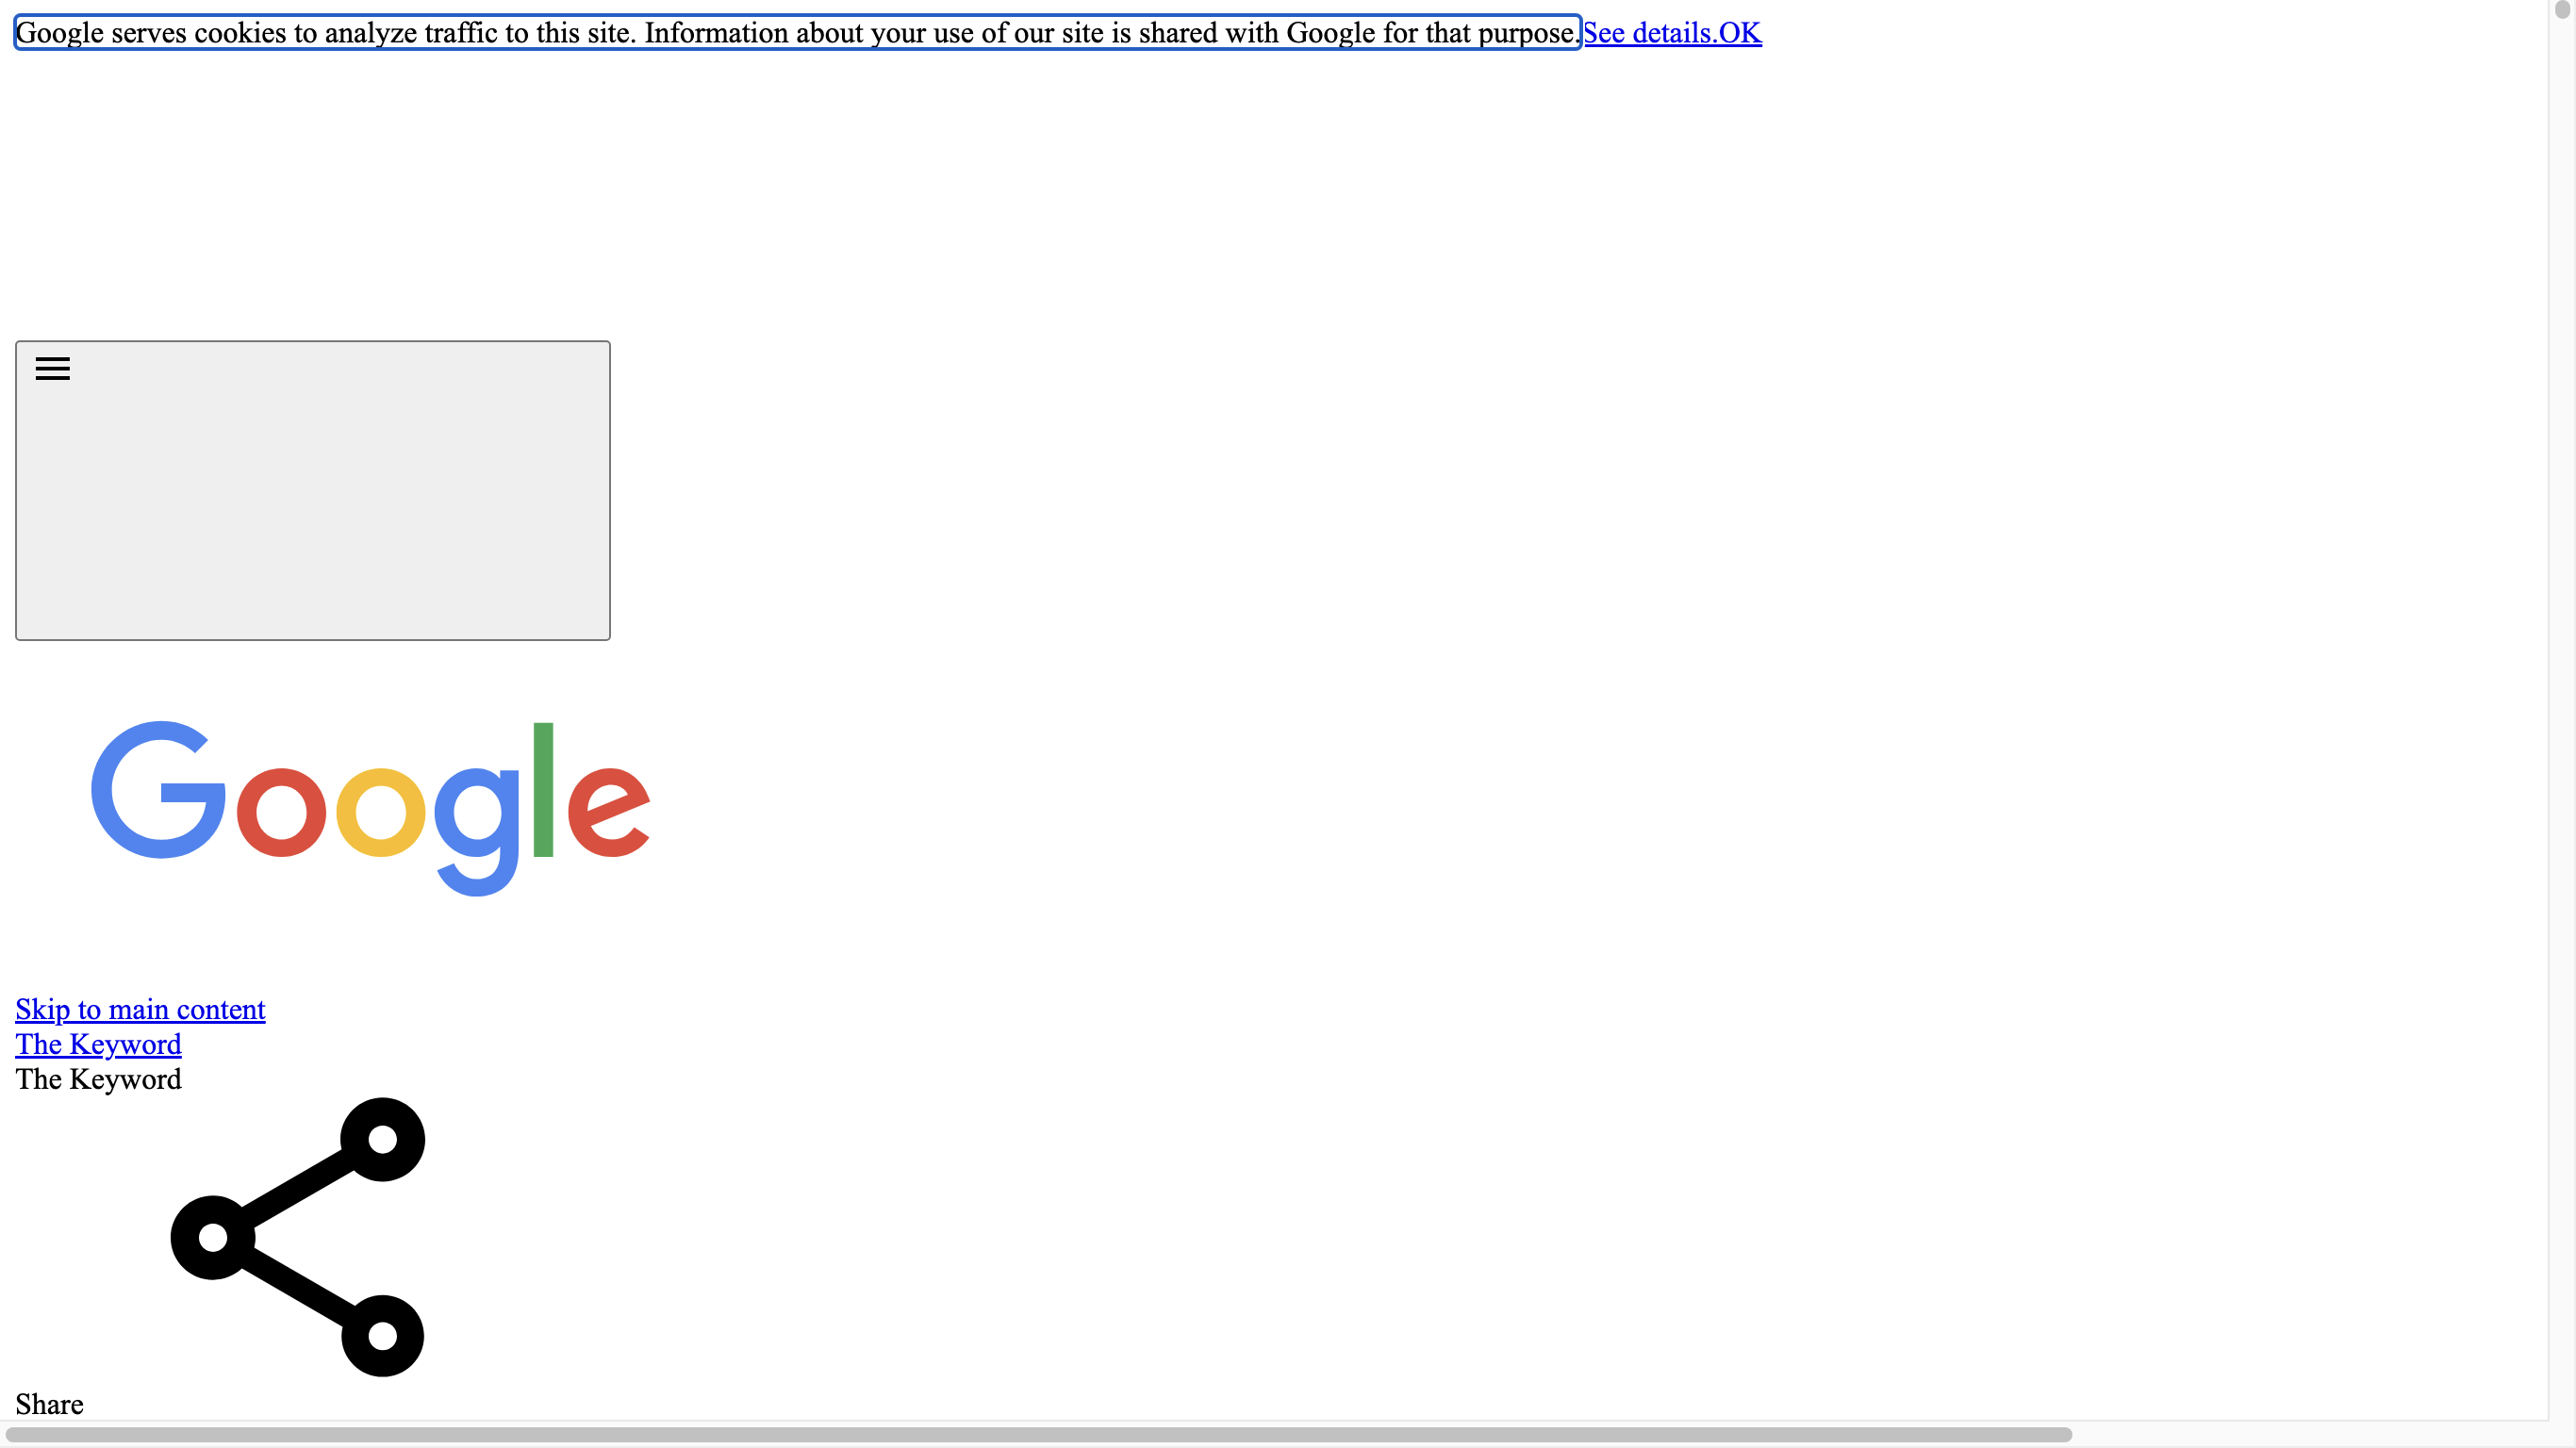 Google serves cookies to analyze traffic to this site. Information about your use of our site is shared with Google for that purpose.See details.OK
Google
Skip to main content
The Keyword
The Keyword
Share